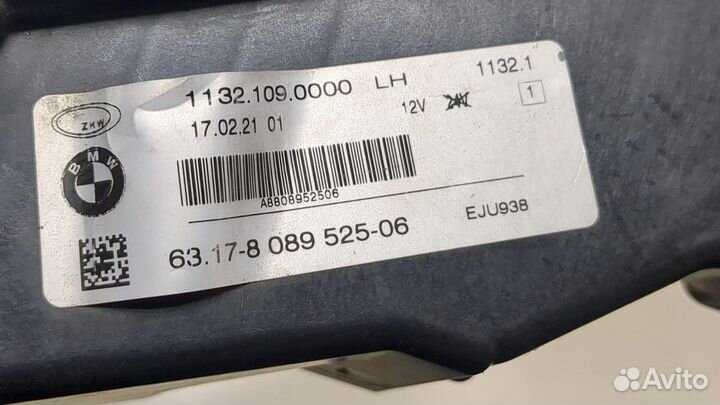 1132.109.0000 LH 1132.1
ZKW
17.02.21 01 12V 24V 1
BMW
A8808952506
63.17-8 089 525-06 EJU938
Avito